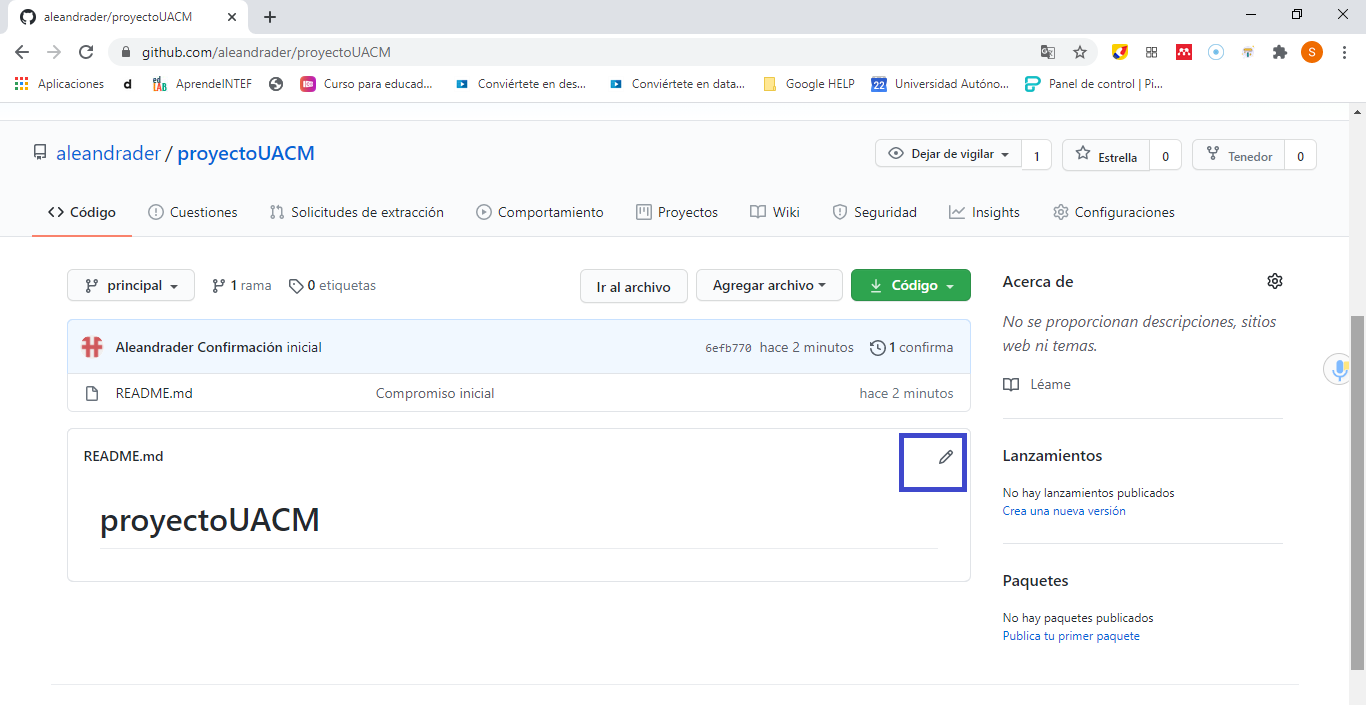 aleandrader/proyectoUACM
github.com/aleandrader/proyectoUACM
S
Aplicaciones
d
ed LAB
AprendeINTEF
Curso para educad...
Conviértete en des...
Conviértete en data...
Google HELP
22
Universidad Autóno...
Panel de control | Pi...
aleandrader / proyectoUACM
Dejar de vigilar 1
Estrella 0
Tenedor 0
Código
Cuestiones
Solicitudes de extracción
Comportamiento
Proyectos
Wiki
Seguridad
Insights
Configuraciones
principal
1 rama
0 etiquetas
Ir al archivo
Agregar archivo
Código
Aleandrader Confirmación inicial
6efb770 hace 2 minutos
1 confirma
README.md
Compromiso inicial
hace 2 minutos
README.md
proyectoUACM
Acerca de
No se proporcionan descripciones, sitios
web ni temas.
Léame
Lanzamientos
No hay lanzamientos publicados
Crea una nueva versión
Paquetes
No hay paquetes publicados
Publica tu primer paquete